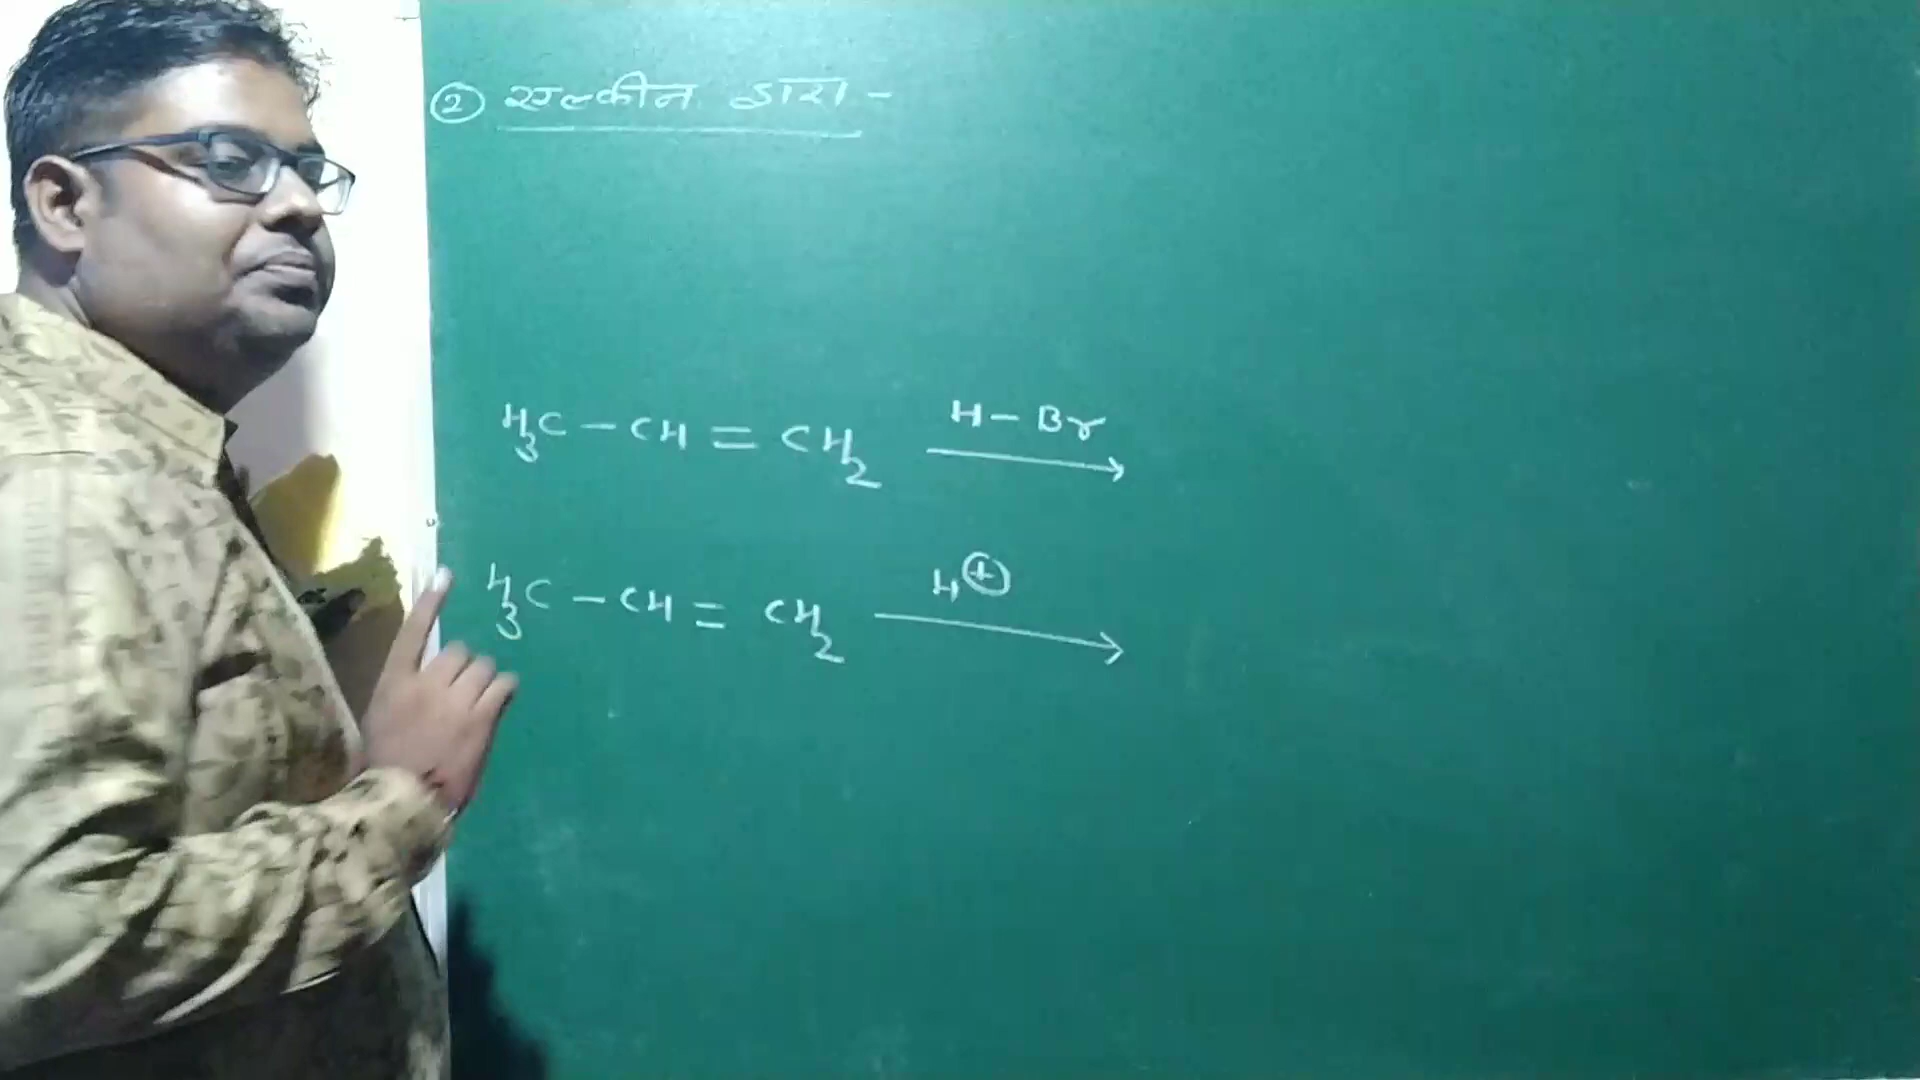 ② एल्कीन द्वारा -
H₃C - CH = CH₂ H - Br →
H₃C - CH = CH₂ H⊕ →